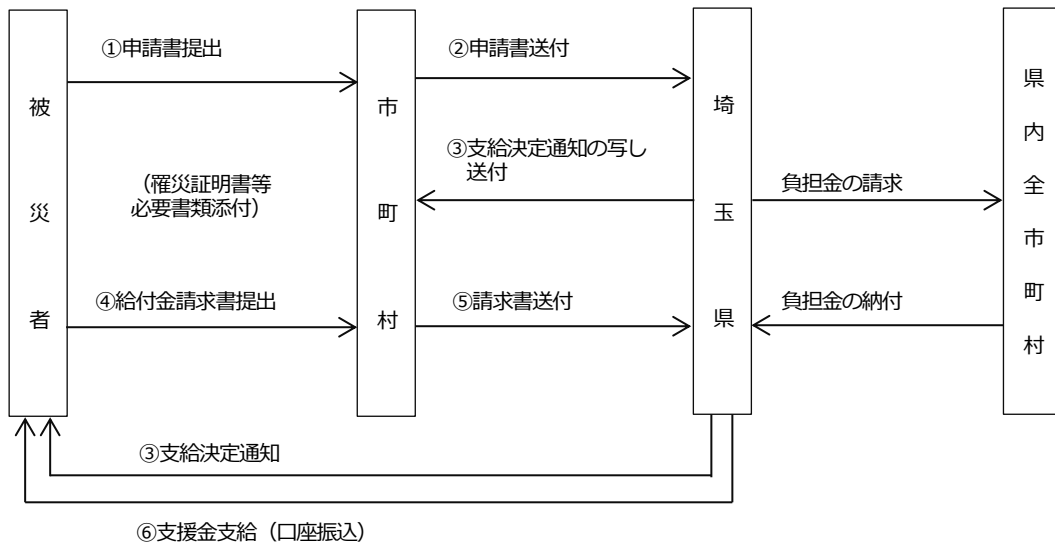 ①申請書提出
②申請書送付
被災者
市町村
埼玉県
県内全市町村
③支給決定通知の写し
送付
（罹災証明書等
必要書類添付）
負担金の請求
④給付金請求書提出
⑤請求書送付
負担金の納付
③支給決定通知
⑥支援金支給（口座振込）